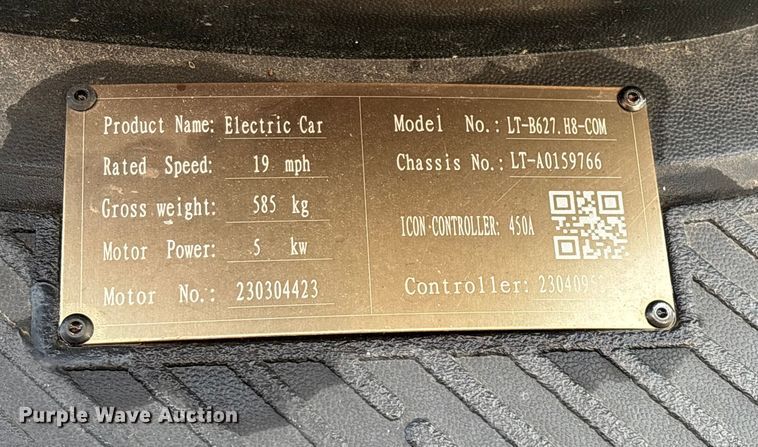 Product Name: Electric Car
Rated Speed: 19 mph
Gross weight: 585 kg
Motor Power: 5 kw
Motor No.: 230304423
Model No.: LT-B627.H8-COM
Chassis No.: LT-A0159766
ICON CONTROLLER: 450A
Controller:
Purple Wave Auction